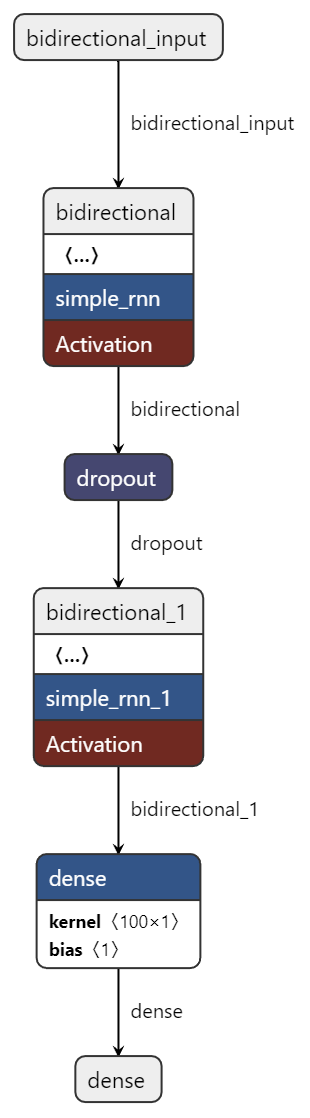 bidirectional_input
bidirectional_input
bidirectional
⟨...⟩
simple_rnn
Activation
bidirectional
dropout
dropout
bidirectional_1
⟨...⟩
simple_rnn_1
Activation
bidirectional_1
dense
kernel ⟨100×1⟩
bias ⟨1⟩
dense
dense